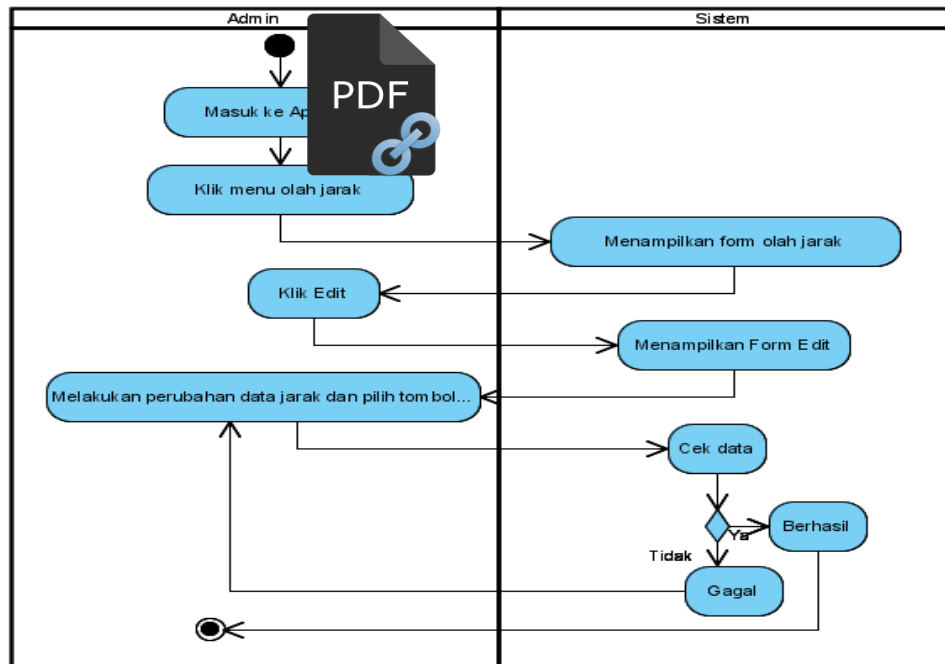 Admin
Sistem
PDF
Masuk ke
Klik menu olah jarak
Menampilkan form olah jarak
Klik Edit
Menampilkan Form Edit
Melakukan perubahan data jarak dan pilih tombol...
Cek data
Ya
Berhasil
Tidak
Gagal